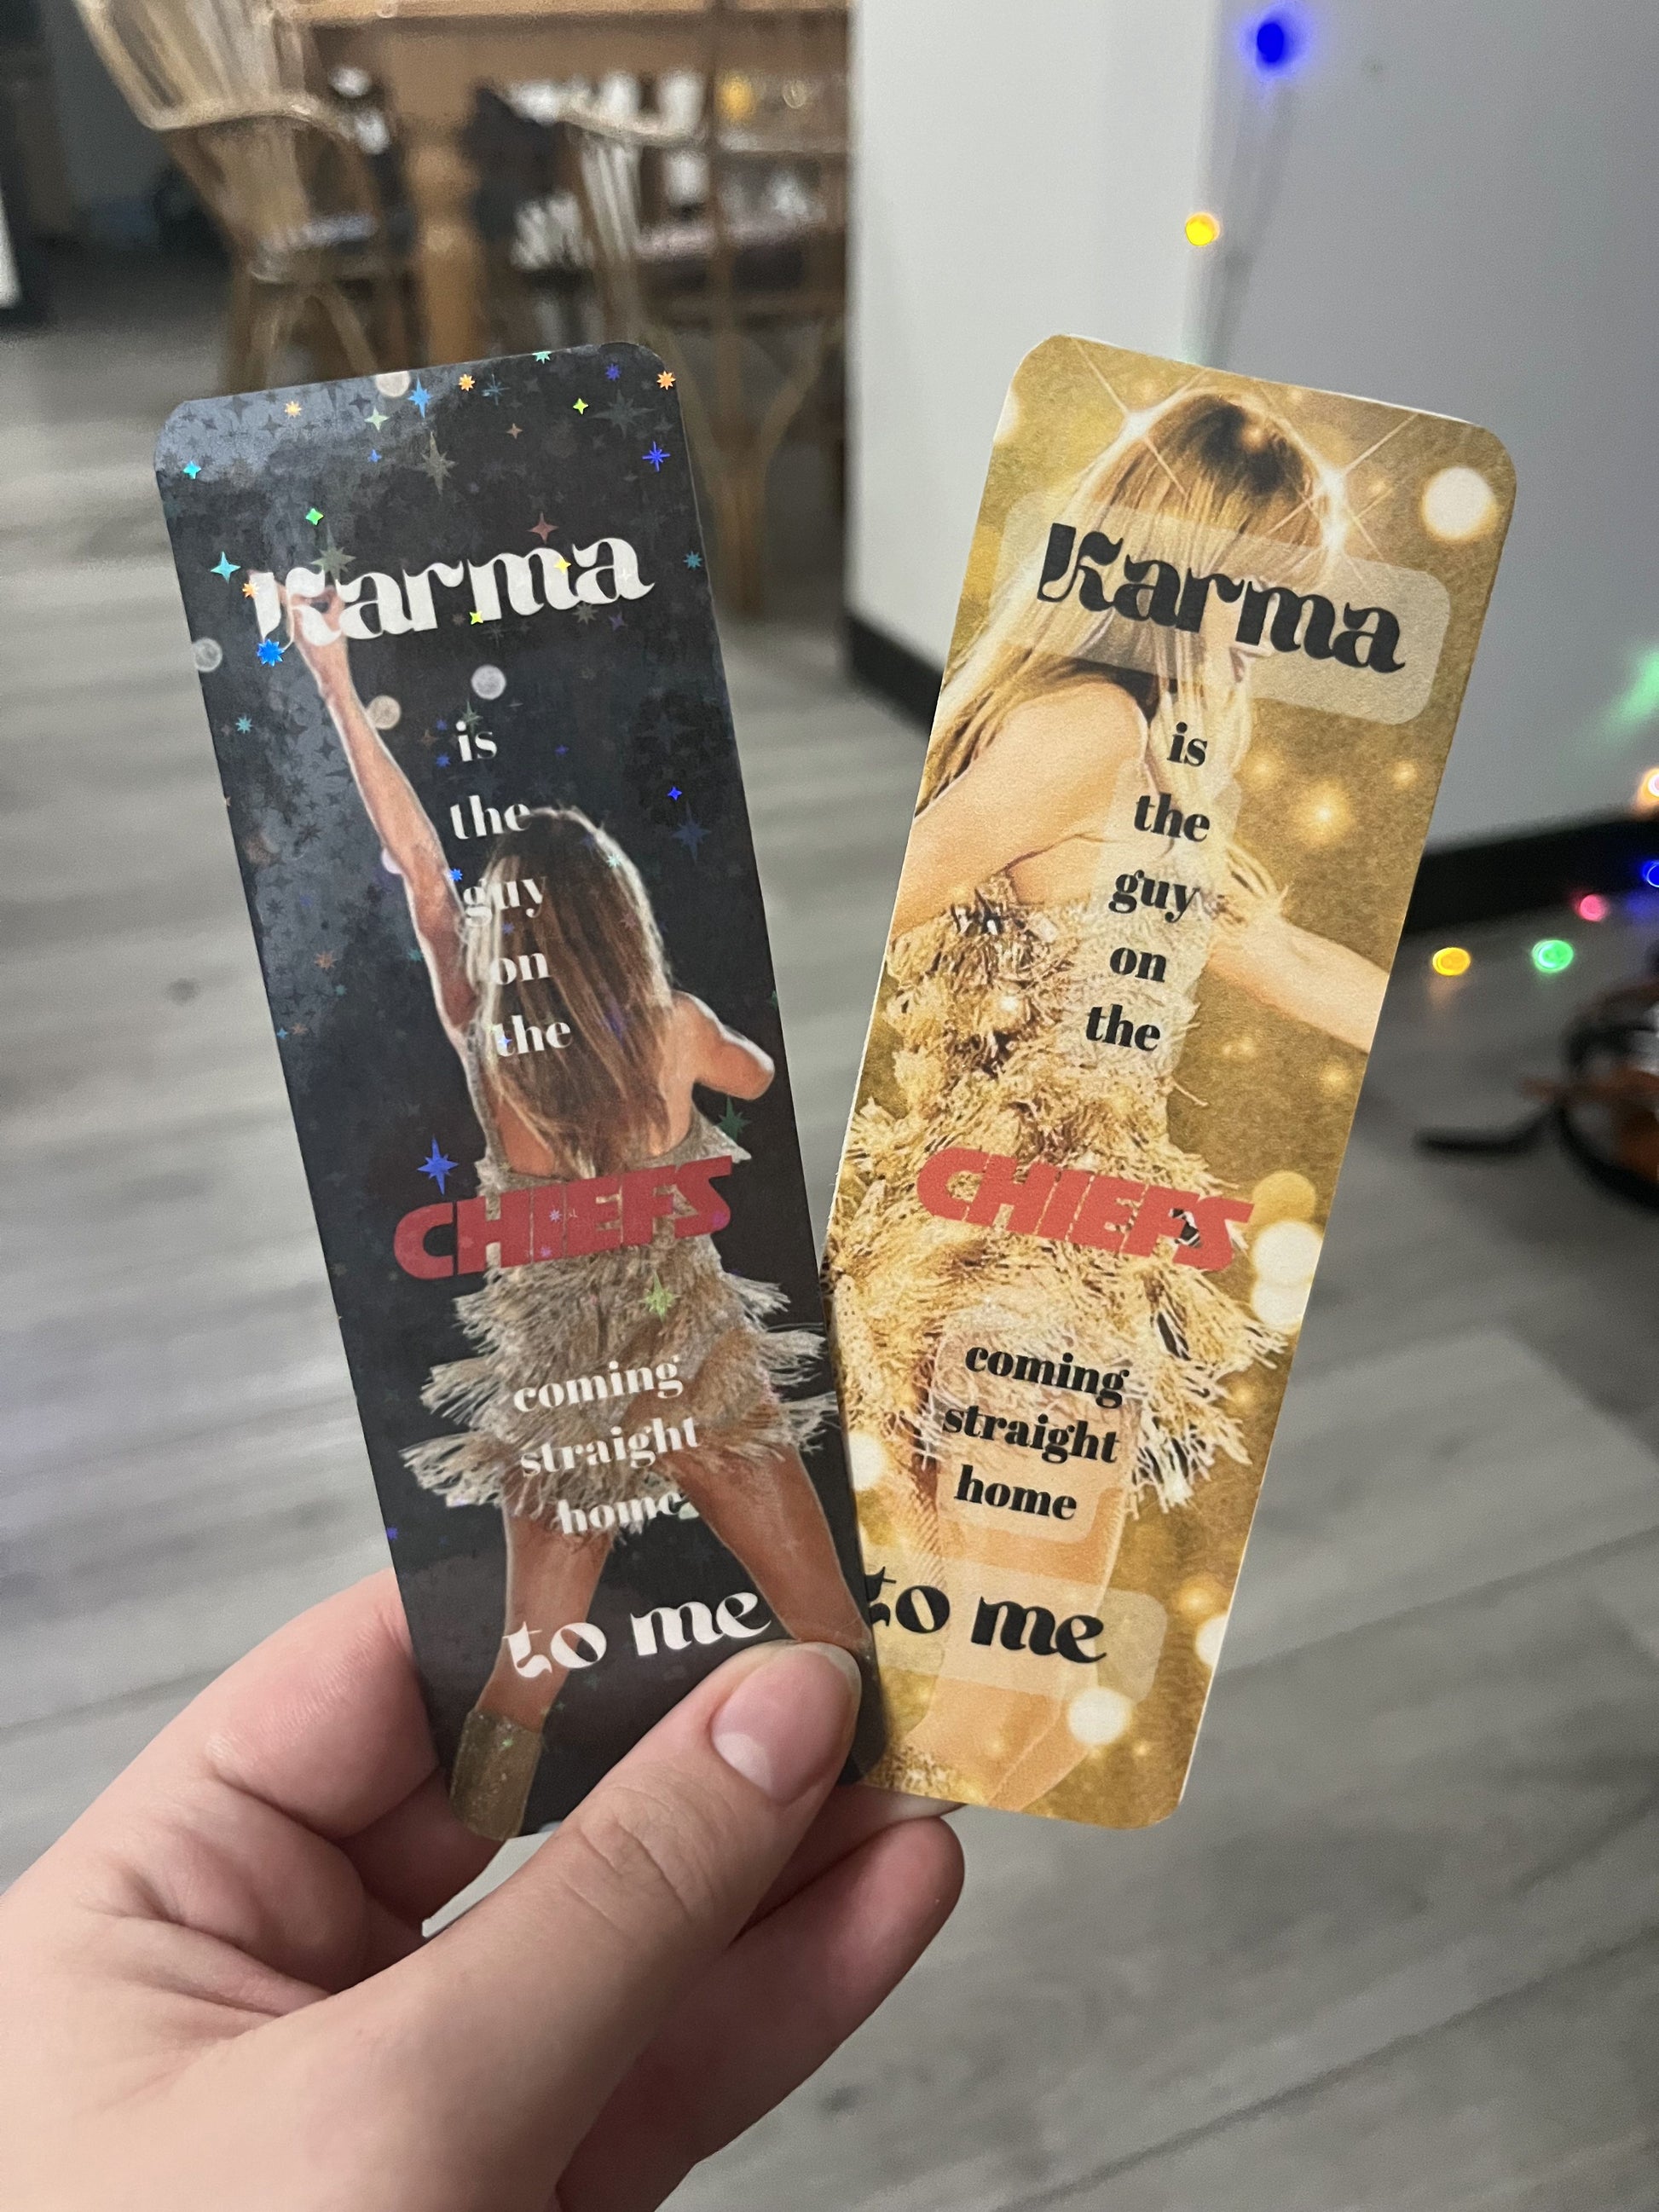 Karma
is
the
guy
on
the
CHIEFS
coming
straight
home
to me
Karma
is
the
guy
on
the
CHIEFS
coming
straight
home
to me